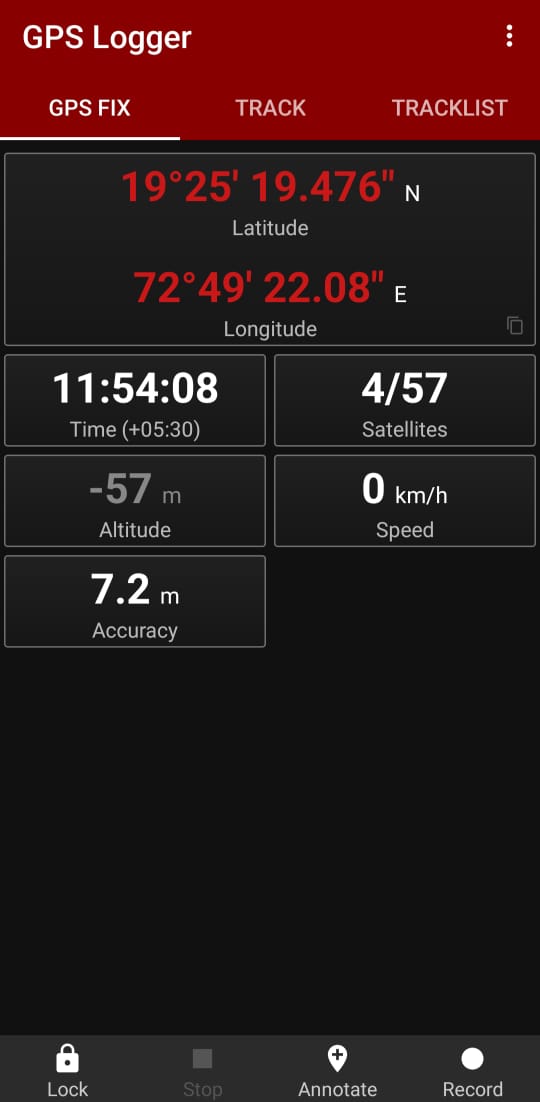 GPS Logger
GPS FIX TRACK TRACKLIST
19°25' 19.476" N
Latitude
72°49' 22.08" E
Longitude
11:54:08 4/57
Time (+05:30) Satellites
-57 m 0 km/h
Altitude Speed
7.2 m
Accuracy
Lock Stop Annotate Record